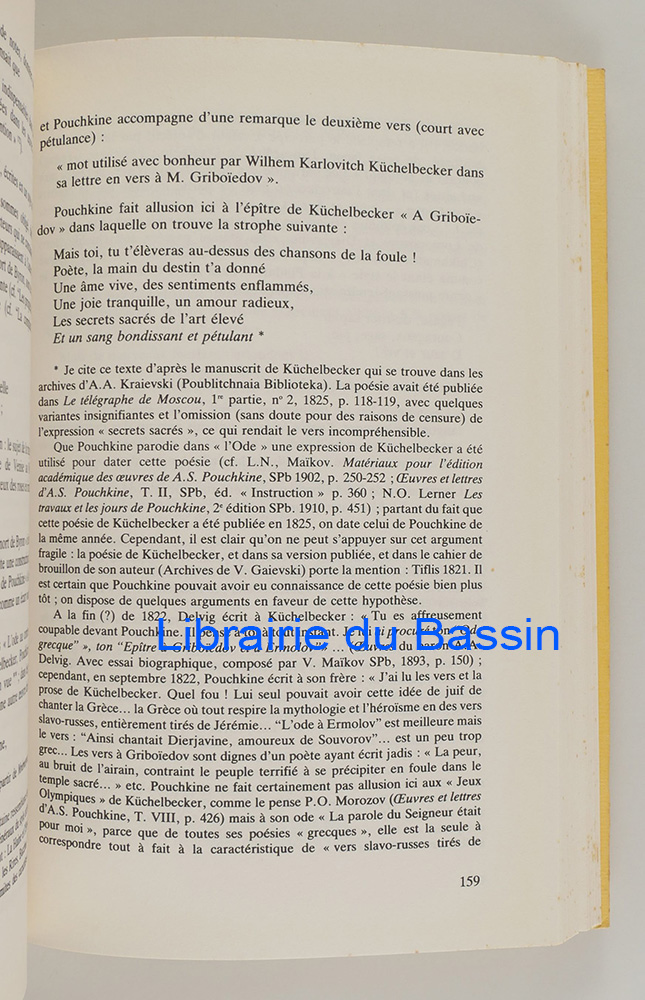 et Pouchkine accompagne d'une remarque le deuxième vers (court avec
pétulance) :
« mot utilisé avec bonheur par Wilhem Karlovitch Küchelbecker dans
sa lettre en vers à M. Griboïedov ».
Pouchkine fait allusion ici à l'épître de Küchelbecker « A Griboïe-
dov » dans laquelle on trouve la strophe suivante :
Mais toi, tu t'élèveras au-dessus des chansons de la foule !
Poète, la main du destin t'a donné
Une âme vive, des sentiments enflammés,
Une joie tranquille, un amour radieux,
Les secrets sacrés de l'art élevé
Et un sang bondissant et pétulant *
* Je cite ce texte d'après le manuscrit de Küchelbecker qui se trouve dans les
archives d'A.A. Kraievski (Poublitchnaia Biblioteka). La poésie avait été publiée
dans Le télégraphe de Moscou, 1re partie, n° 2, 1825, p. 118-119, avec quelques
variantes insignifiantes et l'omission (sans doute pour des raisons de censure) de
l'expression « secrets sacrés », ce qui rendait le vers incompréhensible.
Que Pouchkine parodie dans « l'Ode » une expression de Küchelbecker a été
utilisé pour dater cette poésie (cf. L.N., Maïkov. Matériaux pour l'édition
académique des œuvres de A.S. Pouchkine, SPb 1902, p. 250-252 ; Œuvres et lettres
d'A.S. Pouchkine, T. II, SPb, éd. « Instruction » p. 360 ; N.O. Lerner Les
travaux et les jours de Pouchkine, 2e édition SPb. 1910, p. 451) ; partant du fait que
cette poésie de Küchelbecker a été publiée en 1825, on date celui de Pouchkine de
la même année. Cependant, il est clair qu'on ne peut s'appuyer sur cet argument
fragile : la poésie de Küchelbecker, et dans sa version publiée, et dans le cahier de
brouillon de son auteur (Archives de V. Gaievski) porte la mention : Tiflis 1821. Il
est certain que Pouchkine pouvait avoir eu connaissance de cette poésie bien plus
tôt ; on dispose de quelques arguments en faveur de cette hypothèse.
A la fin (?) de 1822, Delvig écrit à Küchelbecker : « Tu es affreusement
coupable devant Pouchkine. Il pense à toi à tout instant. Je lui ai procuré ton "Od
grecque" », ton "Epître à Griboïedov et à Ermolov" »... Œuvres du baron A.A.
Delvig. Avec essai biographique, composé par V. Maïkov SPb, 1893, p. 150) ;
cependant, en septembre 1822, Pouchkine écrit à son frère : « J'ai lu les vers et la
prose de Küchelbecker. Quel fou ! Lui seul pouvait avoir cette idée de juif de
chanter la Grèce... la Grèce où tout respire la mythologie et l'héroïsme en des vers
slavo-russes, entièrement tirés de Jérémie... "L'ode à Ermolov" est meilleure mais
le vers : "Ainsi chantait Dierjavine, amoureux de Souvorov"... est un peu trop
grec... Les vers à Griboïedov sont dignes d'un poète ayant écrit jadis : « La peur,
au bruit de l'airain, contraint le peuple terrifié à se précipiter en foule dans le
temple sacré... » etc. Pouchkine ne fait certainement pas allusion ici aux « Jeux
Olympiques » de Küchelbecker, comme le pense P.O. Morozov (Œuvres et lettres
d'A.S. Pouchkine, T. VIII, p. 426) mais à son ode « La parole du Seigneur était
pour moi », parce que de toutes ses poésies « grecques », elle est la seule à
correspondre tout à fait à la caractéristique de « vers slavo-russes tirés de
159
Librairie du Bassin